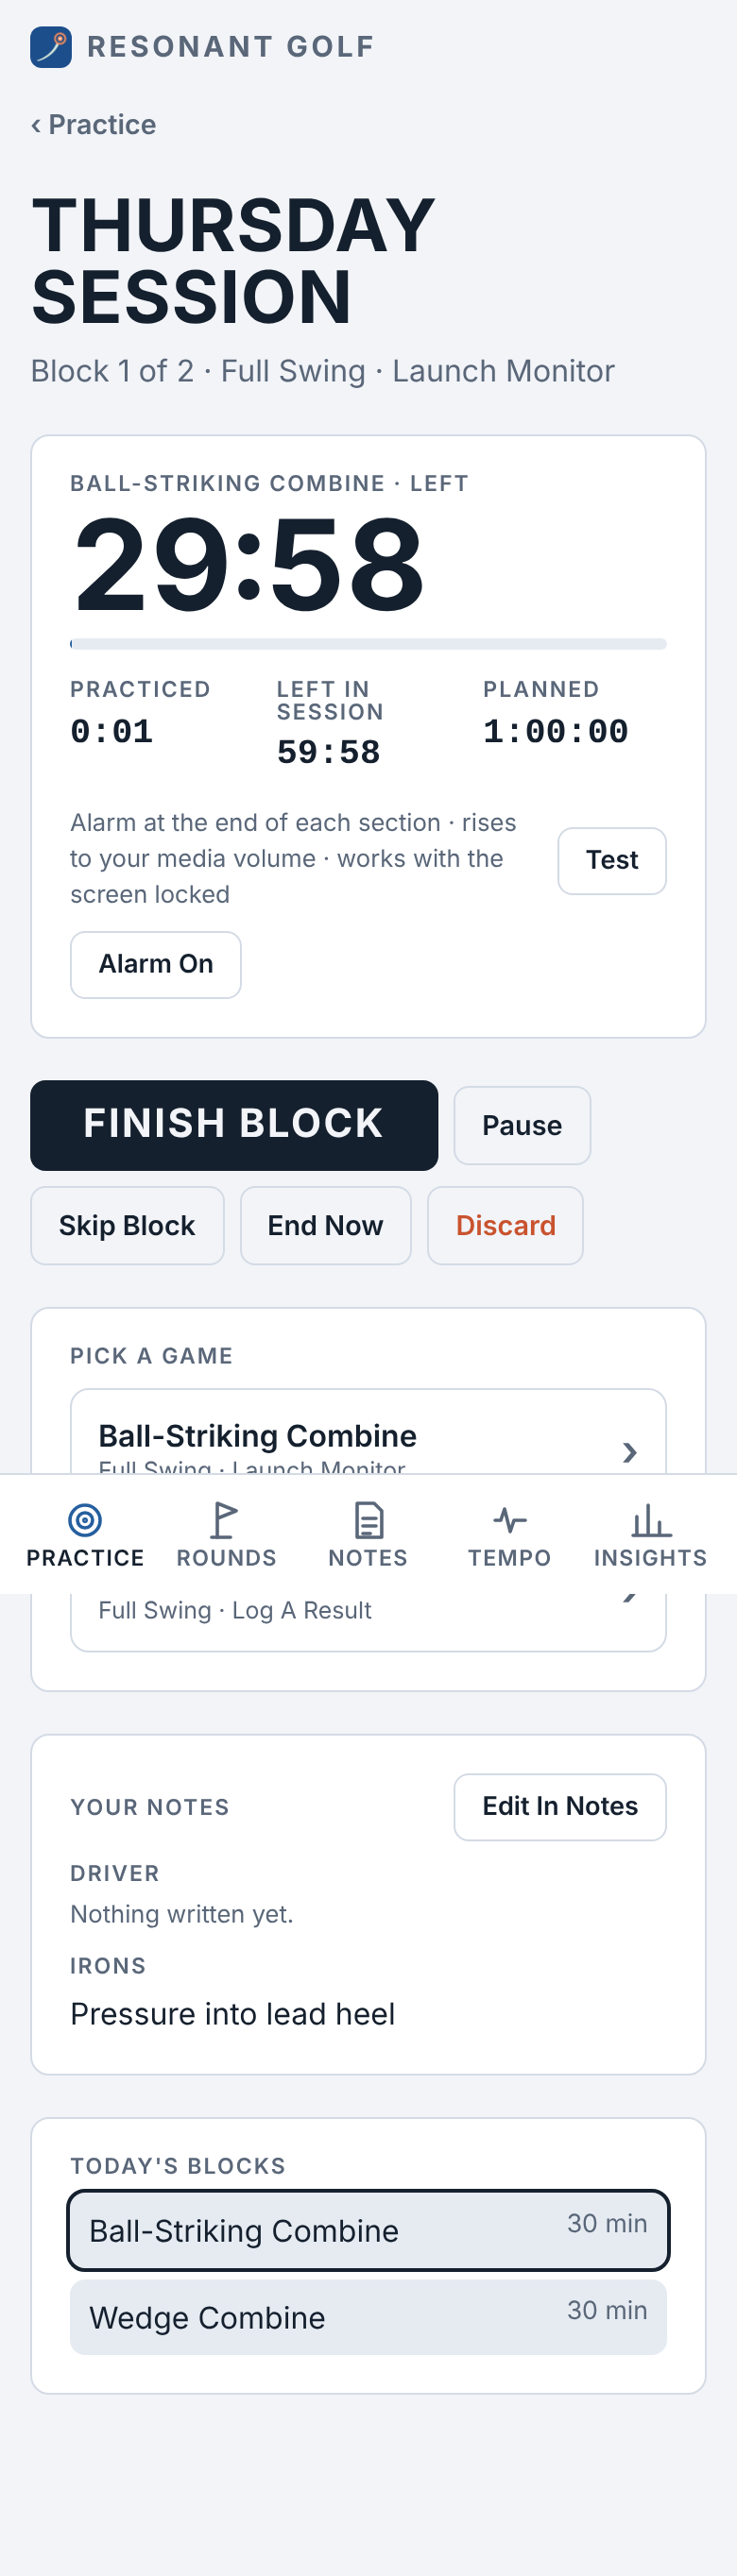 RESONANT GOLF
‹ Practice
THURSDAY
SESSION
Block 1 of 2 · Full Swing · Launch Monitor
BALL-STRIKING COMBINE · LEFT
29:58
PRACTICED
0:01
LEFT IN
SESSION
59:58
PLANNED
1:00:00
Alarm at the end of each section · rises
to your media volume · works with the
screen locked
Test
Alarm On
FINISH BLOCK
Pause
Skip Block
End Now
Discard
PICK A GAME
Ball-Striking Combine
Full Swing · Launch Monitor
PRACTICE
ROUNDS
NOTES
TEMPO
INSIGHTS
Full Swing · Log A Result
YOUR NOTES
Edit In Notes
DRIVER
Nothing written yet.
IRONS
Pressure into lead heel
TODAY'S BLOCKS
Ball-Striking Combine
30 min
Wedge Combine
30 min